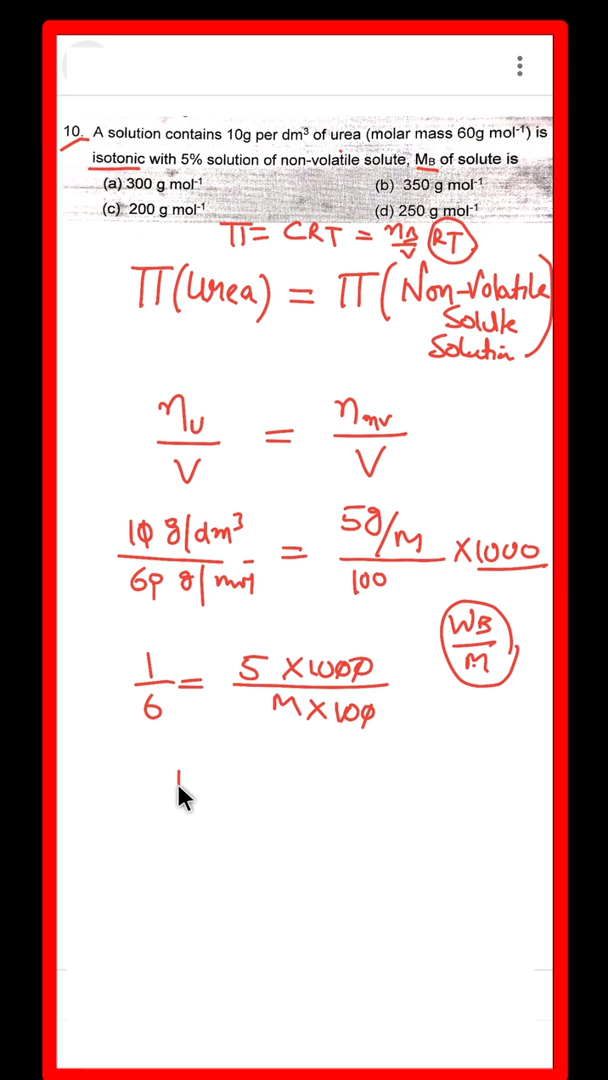 10. A solution contains 10g per dm³ of urea (molar mass 60g mol⁻¹) is
isotonic with 5% solution of non-volatile solute, M_B of solute is
(a) 300 g mol⁻¹ (b) 350 g mol⁻¹
(c) 200 g mol⁻¹ (d) 250 g mol⁻¹
π = CRT = n_B/V RT
π(Urea) = π(Non-Volatile
Solute
Solution)
n_U/V = n_nv/V
10 g/dm³ / 60 g/mol = 5g/M / 100 × 1000
W_B/M
1/6 = 5 × 1000 / M × 100